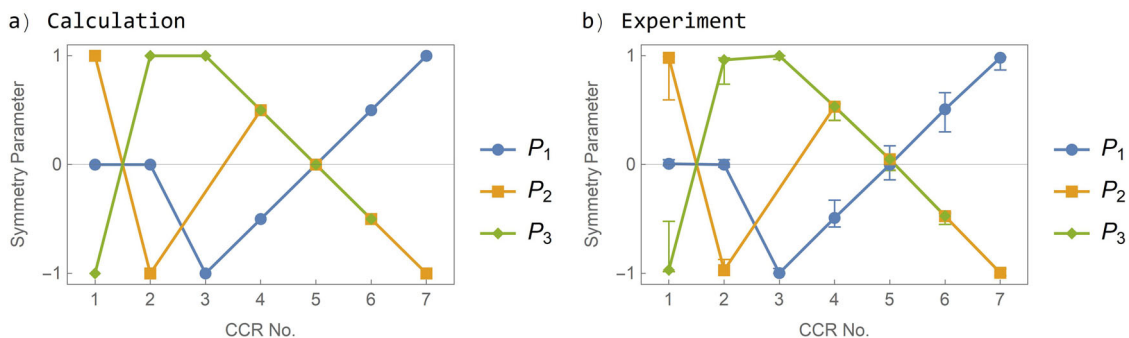 a) Calculation
1
0
−1
Symmetry Parameter
1 2 3 4 5 6 7
CCR No.
P1
P2
P3
b) Experiment
1
0
−1
Symmetry Parameter
1 2 3 4 5 6 7
CCR No.
P1
P2
P3